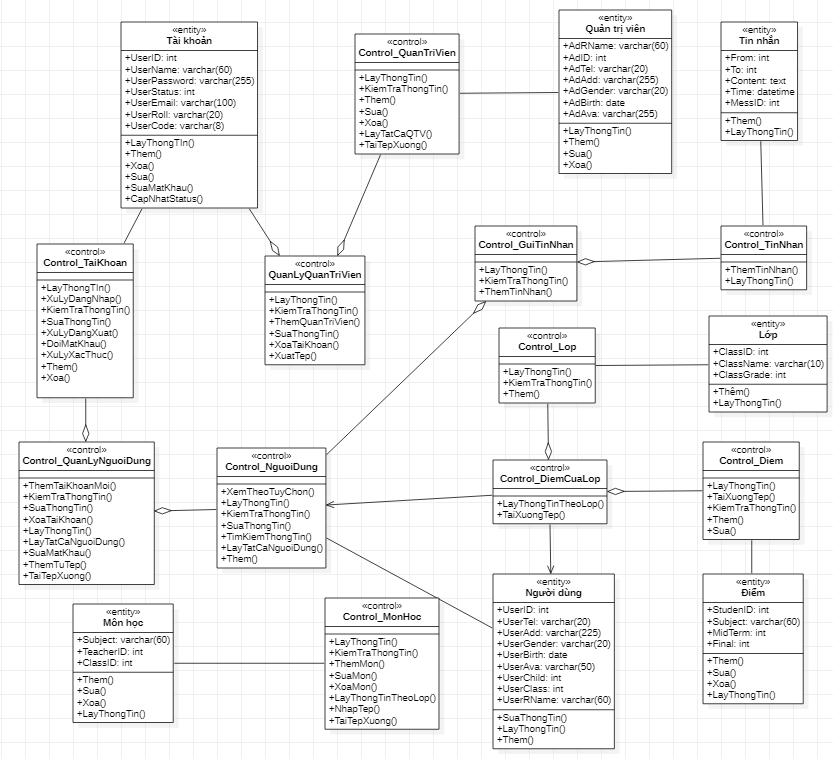 «entity»
Tài khoản
+UserID: int
+UserName: varchar(60)
+UserPassword: varchar(255)
+UserStatus: int
+UserEmail: varchar(100)
+UserRoll: varchar(20)
+UserCode: varchar(8)
+LayThongTIn()
+Them()
+Xoa()
+Sua()
+SuaMatKhau()
+CapNhatStatus()
«control»
Control_QuanTriVien
+LayThongTin()
+KiemTraThongTin()
+Them()
+Sua()
+Xoa()
+LayTatCaQTV()
+TaiTepXuong()
«entity»
Quản trị viên
+AdRName: varchar(60)
+AdID: int
+AdTel: varchar(20)
+AdAdd: varchar(255)
+AdGender: varchar(20)
+AdBirth: date
+AdAva: varchar(255)
+LayThongTin()
+Them()
+Sua()
+Xoa()
«entity»
Tin nhắn
+From: int
+To: int
+Content: text
+Time: datetime
+MessID: int
+Them()
+LayThongTin()
«control»
Control_TaiKhoan
+LayThongTIn()
+XuLyDangNhap()
+KiemTraThongTin()
+SuaThongTin()
+XuLyDangXuat()
+DoiMatKhau()
+XuLyXacThuc()
+Them()
+Xoa()
«control»
QuanLyQuanTriVien
+LayThongTin()
+KiemTraThongTin()
+ThemQuanTriVien()
+SuaThongTin()
+XoaTaiKhoan()
+XuatTep()
«control»
Control_GuiTinNhan
+LayThongTin()
+KiemTraThongTin()
+ThemTinNhan()
«control»
Control_TinNhan
+ThemTinNhan()
+LayThongTin()
«control»
Control_Lop
+LayThongTin()
+KiemTraThongTin()
+Them()
«entity»
Lớp
+ClassID: int
+ClassName: varchar(10)
+ClassGrade: int
+Thêm()
+LayThongTin()
«control»
Control_QuanLyNguoiDung
+ThemTaiKhoanMoi()
+KiemTraThongTin()
+SuaThongTin()
+XoaTaiKhoan()
+LayThongTin()
+LayTatCaNguoiDung()
+SuaMatKhau()
+ThemTuTep()
+TaiTepXuong()
«control»
Control_NguoiDung
+XemTheoTuyChon()
+LayThongTin()
+KiemTraThongTin()
+SuaThongTin()
+TimKiemThongTin()
+LayTatCaNguoiDung()
+Them()
«control»
Control_DiemCuaLop
+LayThongTinTheoLop()
+TaiXuongTep()
«control»
Control_Diem
+LayThongTin()
+TaiXuongTep()
+KiemTraThongTin()
+Them()
+Sua()
«entity»
Môn học
+Subject: varchar(60)
+TeacherID: int
+ClassID: int
+Them()
+Sua()
+Xoa()
+LayThongTin()
«control»
Control_MonHoc
+LayThongTin()
+KiemTraThongTin()
+ThemMon()
+SuaMon()
+XoaMon()
+LayThongTinTheoLop()
+NhapTep()
+TaiTepXuong()
«entity»
Người dùng
+UserID: int
+UserTel: varchar(20)
+UserAdd: varchar(225)
+UserGender: varchar(20)
+UserBirth: date
+UserAva: varchar(50)
+UserChild: int
+UserClass: int
+UserRName: varchar(60)
+SuaThongTin()
+LayThongTin()
+Them()
«entity»
Điểm
+StudenID: int
+Subject: varchar(60)
+MidTerm: int
+Final: int
+Them()
+Sua()
+Xoa()
+LayThongTin()